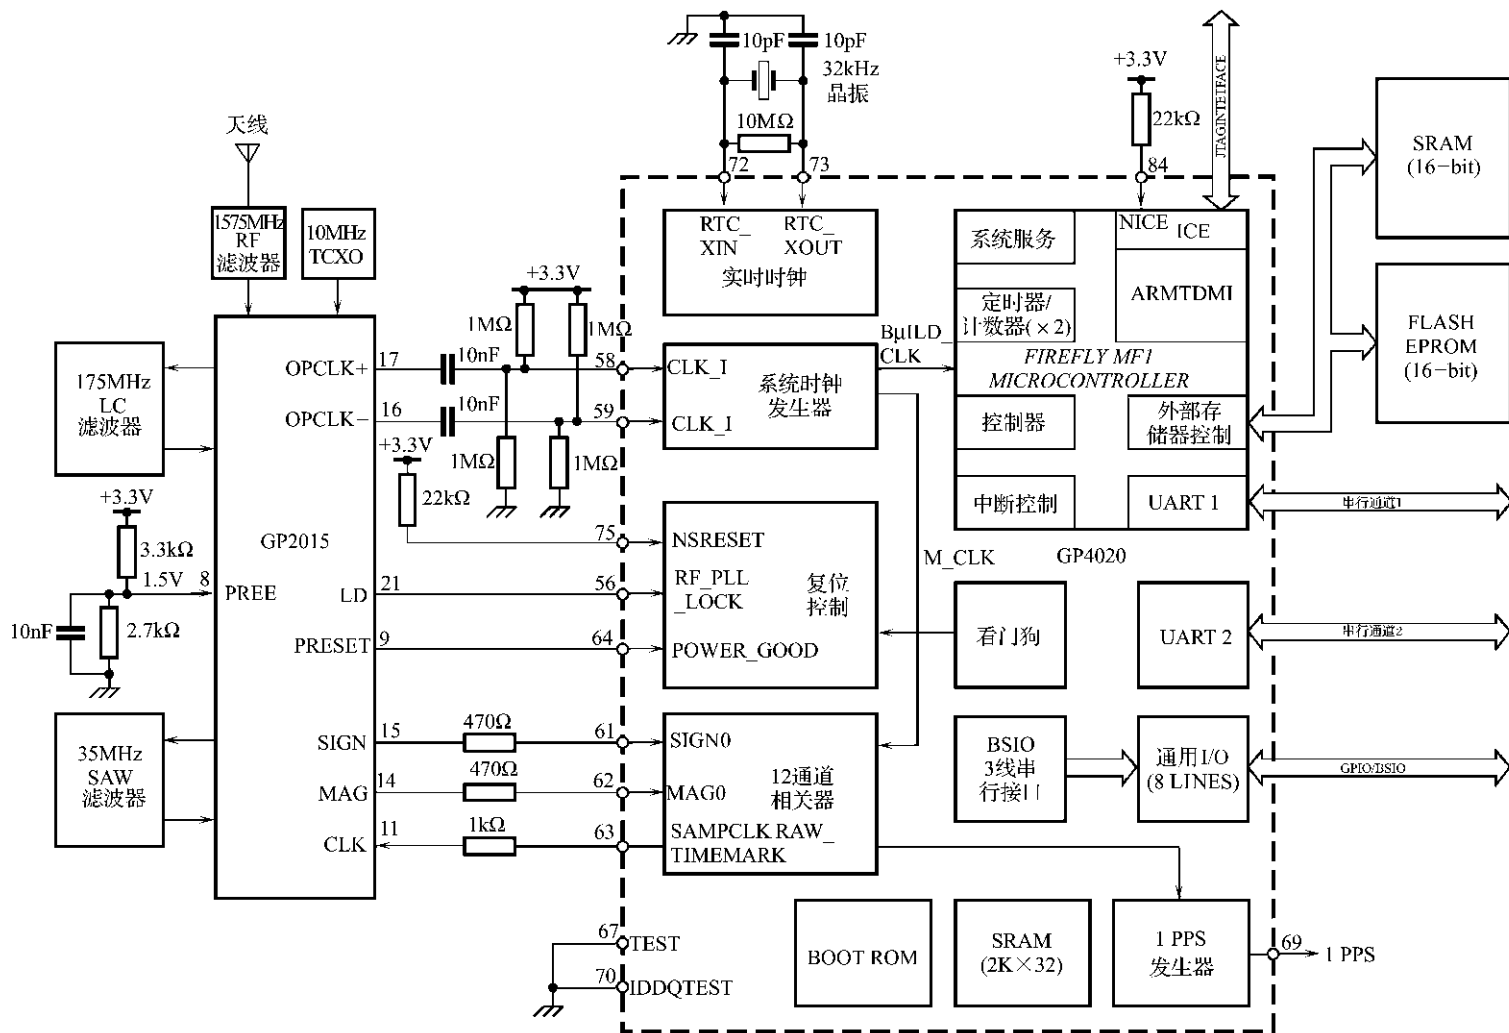 10pF
10pF
32kHz
晶振
10MΩ
72
73
+3.3V
22kΩ
84
JTAGINTETFACE
SRAM
(16-bit)
FLASH
EPROM
(16-bit)
天线
1575MHz
RF
滤波器
10MHz
TCXO
175MHz
LC
滤波器
+3.3V
3.3kΩ
1.5V
8
10nF
2.7kΩ
35MHz
SAW
滤波器
GP2015
OPCLK+
OPCLK-
PREE
LD
PRESET
SIGN
MAG
CLK
17
16
21
9
15
14
11
+3.3V
1MΩ
1MΩ
10nF
10nF
1MΩ
1MΩ
+3.3V
22kΩ
470Ω
470Ω
1kΩ
58
59
75
56
64
61
62
63
67
70
RTC_
XIN
RTC_
XOUT
实时时钟
CLK_I
CLK_I
系统时钟
发生器
BμILD_
CLK
NSRESET
RF_PLL
_LOCK
POWER_GOOD
复位
控制
M_CLK
GP4020
SIGN0
MAG0
12通道
相关器
SAMPCLK RAW_
TIMEMARK
TEST
IDDQTEST
系统服务
NICE
ICE
定时器/
计数器(×2)
ARMTDMI
FIREFLY MF1
MICROCONTROLLER
控制器
外部存
储器控制
中断控制
UART 1
串行通道1
看门狗
UART 2
串行通道2
BSIO
3线串
行接口
通用 I/O
(8 LINES)
GPIO/BSIO
BOOT ROM
SRAM
(2K×32)
1 PPS
发生器
69
1 PPS